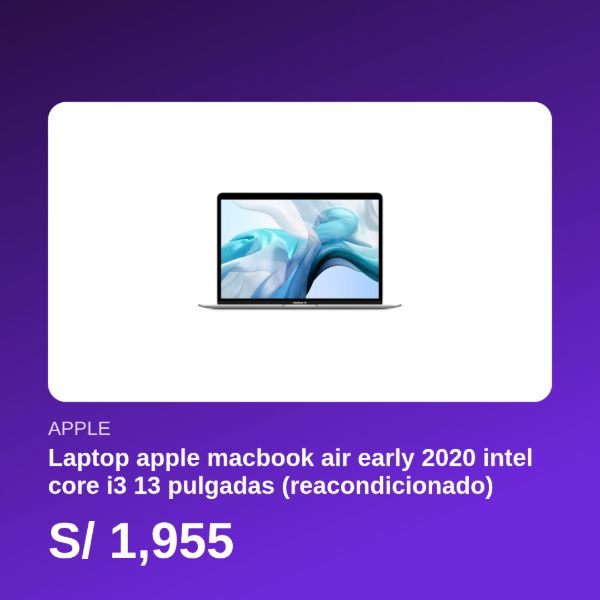 APPLE
Laptop apple macbook air early 2020 intel
core i3 13 pulgadas (reacondicionado)
S/ 1,955